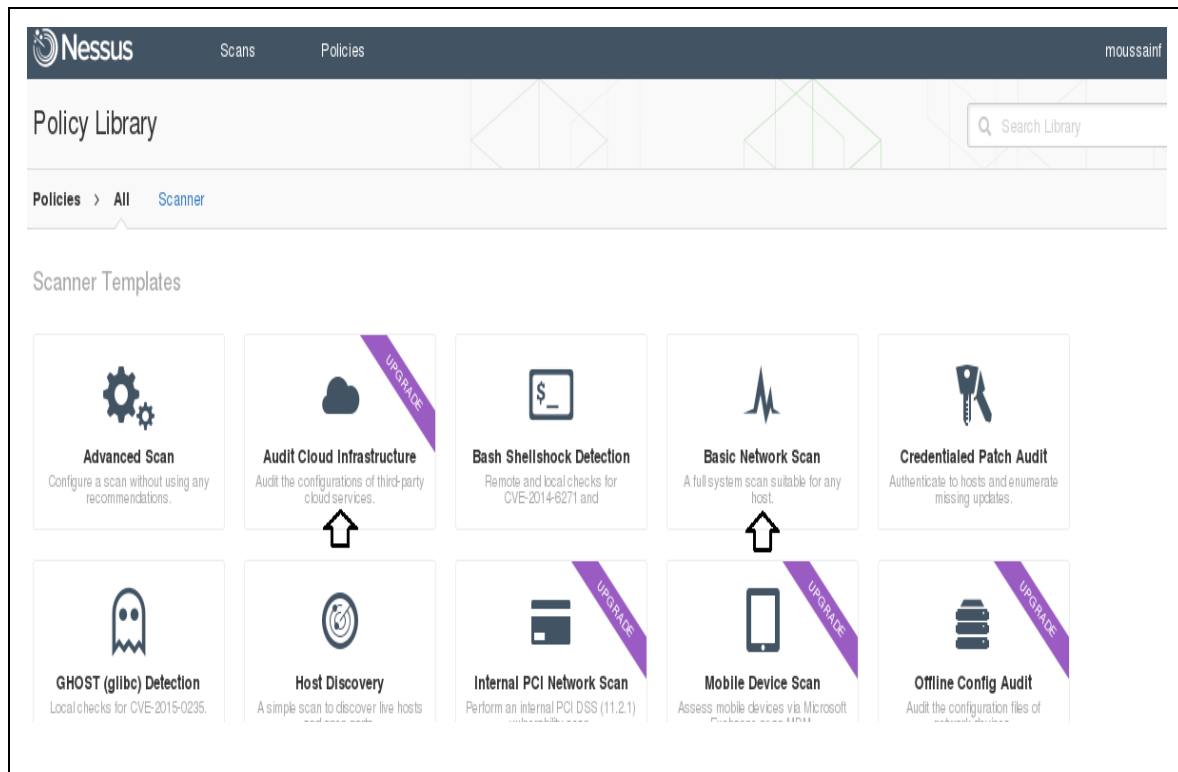 Nessus Scans Policies moussainf
Policy Library
Search Library
Policies > All Scanner
Scanner Templates
UPGRADE
Advanced Scan
Configure a scan without using any
recommendations.
Audit Cloud Infrastructure
Audit the configurations of third-party
cloud services.
Bash Shellshock Detection
Remote and local checks for
CVE-2014-6271 and
Basic Network Scan
A full system scan suitable for any
host.
Credentialed Patch Audit
Authenticate to hosts and enumerate
missing updates.
UPGRADE
UPGRADE
UPGRADE
GHOST (glibc) Detection
Local checks for CVE-2015-0235.
Host Discovery
A simple scan to discover live hosts
Internal PCI Network Scan
Perform an internal PCI DSS (11.2.1)
Mobile Device Scan
Assess mobile devices via Microsoft
Offline Config Audit
Audit the configuration files of